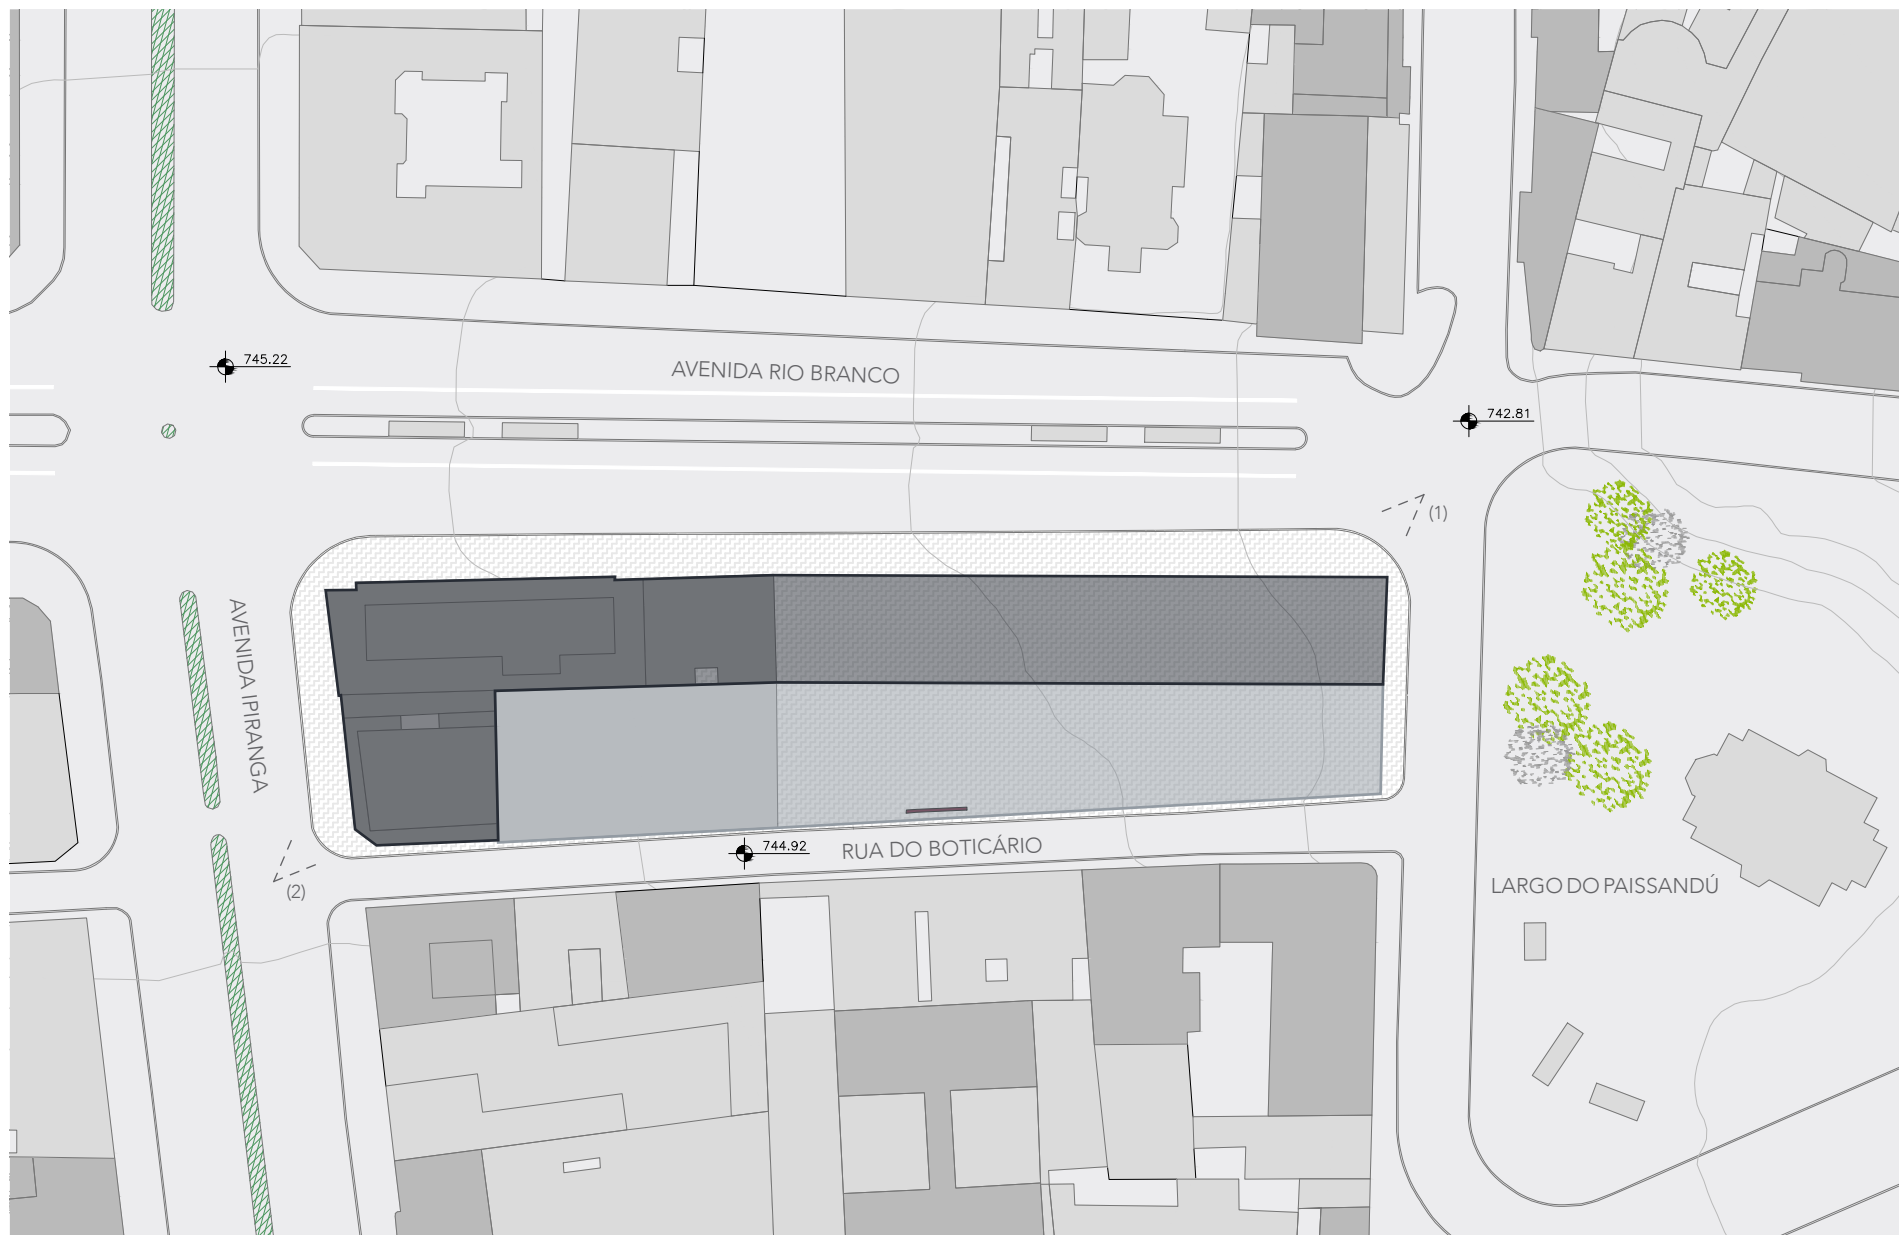 745.22
AVENIDA RIO BRANCO
742.81
(1)
AVENIDA IPIRANGA
744.92
RUA DO BOTICÁRIO
(2)
LARGO DO PAISSANDÚ